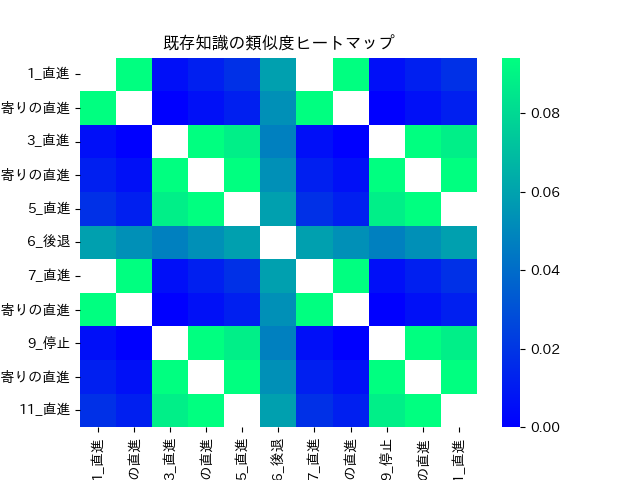 既存知識の類似度ヒートマップ
1_直進
寄りの直進
3_直進
寄りの直進
5_直進
6_後退
7_直進
寄りの直進
9_停止
寄りの直進
11_直進
1_直進
の直進
3_直進
の直進
5_直進
6_後退
7_直進
の直進
9_停止
の直進
1_直進
0.08
0.06
0.04
0.02
0.00